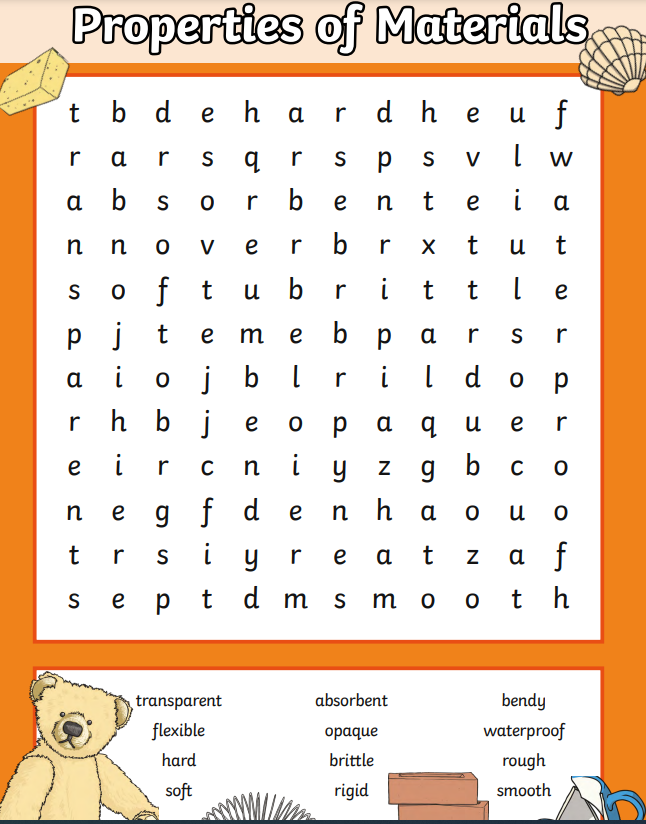 Properties of Materials
t b d e h a r d h e u f
r a r s q r s p s v l w
a b s o r b e n t e i a
n n o v e r b r x t u t
s o f t u b r i t t l e
p j t e m e b p a r s r
a i o j b l r i l d o p
r h b j e o p a q u e r
e i r c n i y z g b c o
n e g f d e n h a o u o
t r s i y r e a t z a f
s e p t d m s m o o t h
transparent absorbent bendy
flexible opaque waterproof
hard brittle rough
soft rigid smooth